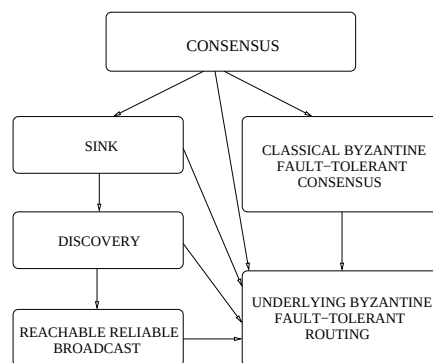 CONSENSUS
SINK
CLASSICAL BYZANTINE
FAULT−TOLERANT
CONSENSUS
DISCOVERY
UNDERLYING BYZANTINE
FAULT−TOLERANT
ROUTING
REACHABLE RELIABLE
BROADCAST